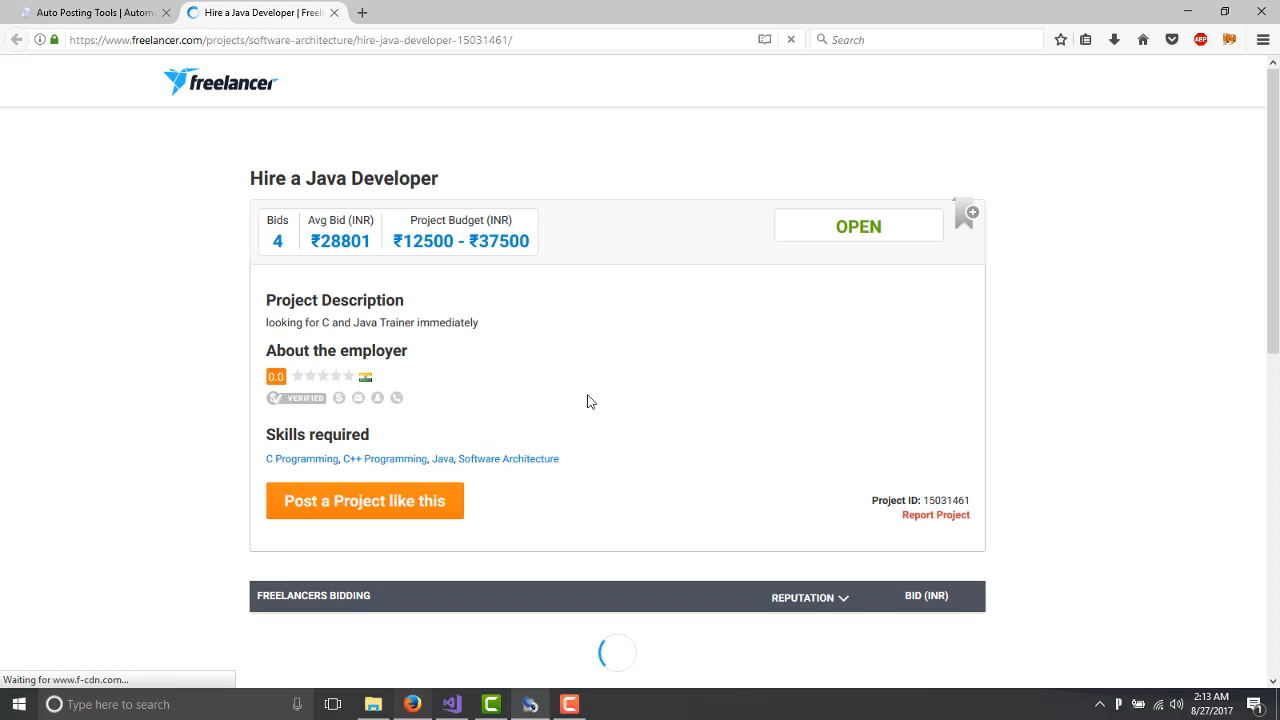 Auto Posting Tools | Autom
Hire a Java Developer | Freel
https://www.freelancer.com/projects/software-architecture/hire-java-developer-15031461/
Search
ABP
freelancer
Hire a Java Developer
Bids
Avg Bid (INR)
Project Budget (INR)
4
₹28801
₹12500 - ₹37500
OPEN
Project Description
looking for C and Java Trainer immediately
About the employer
0.0
VERIFIED
Skills required
C Programming, C++ Programming, Java, Software Architecture
Post a Project like this
Project ID: 15031461
Report Project
FREELANCERS BIDDING
REPUTATION
BID (INR)
Waiting for www.f-cdn.com...
Type here to search
2:13 AM
8/27/2017